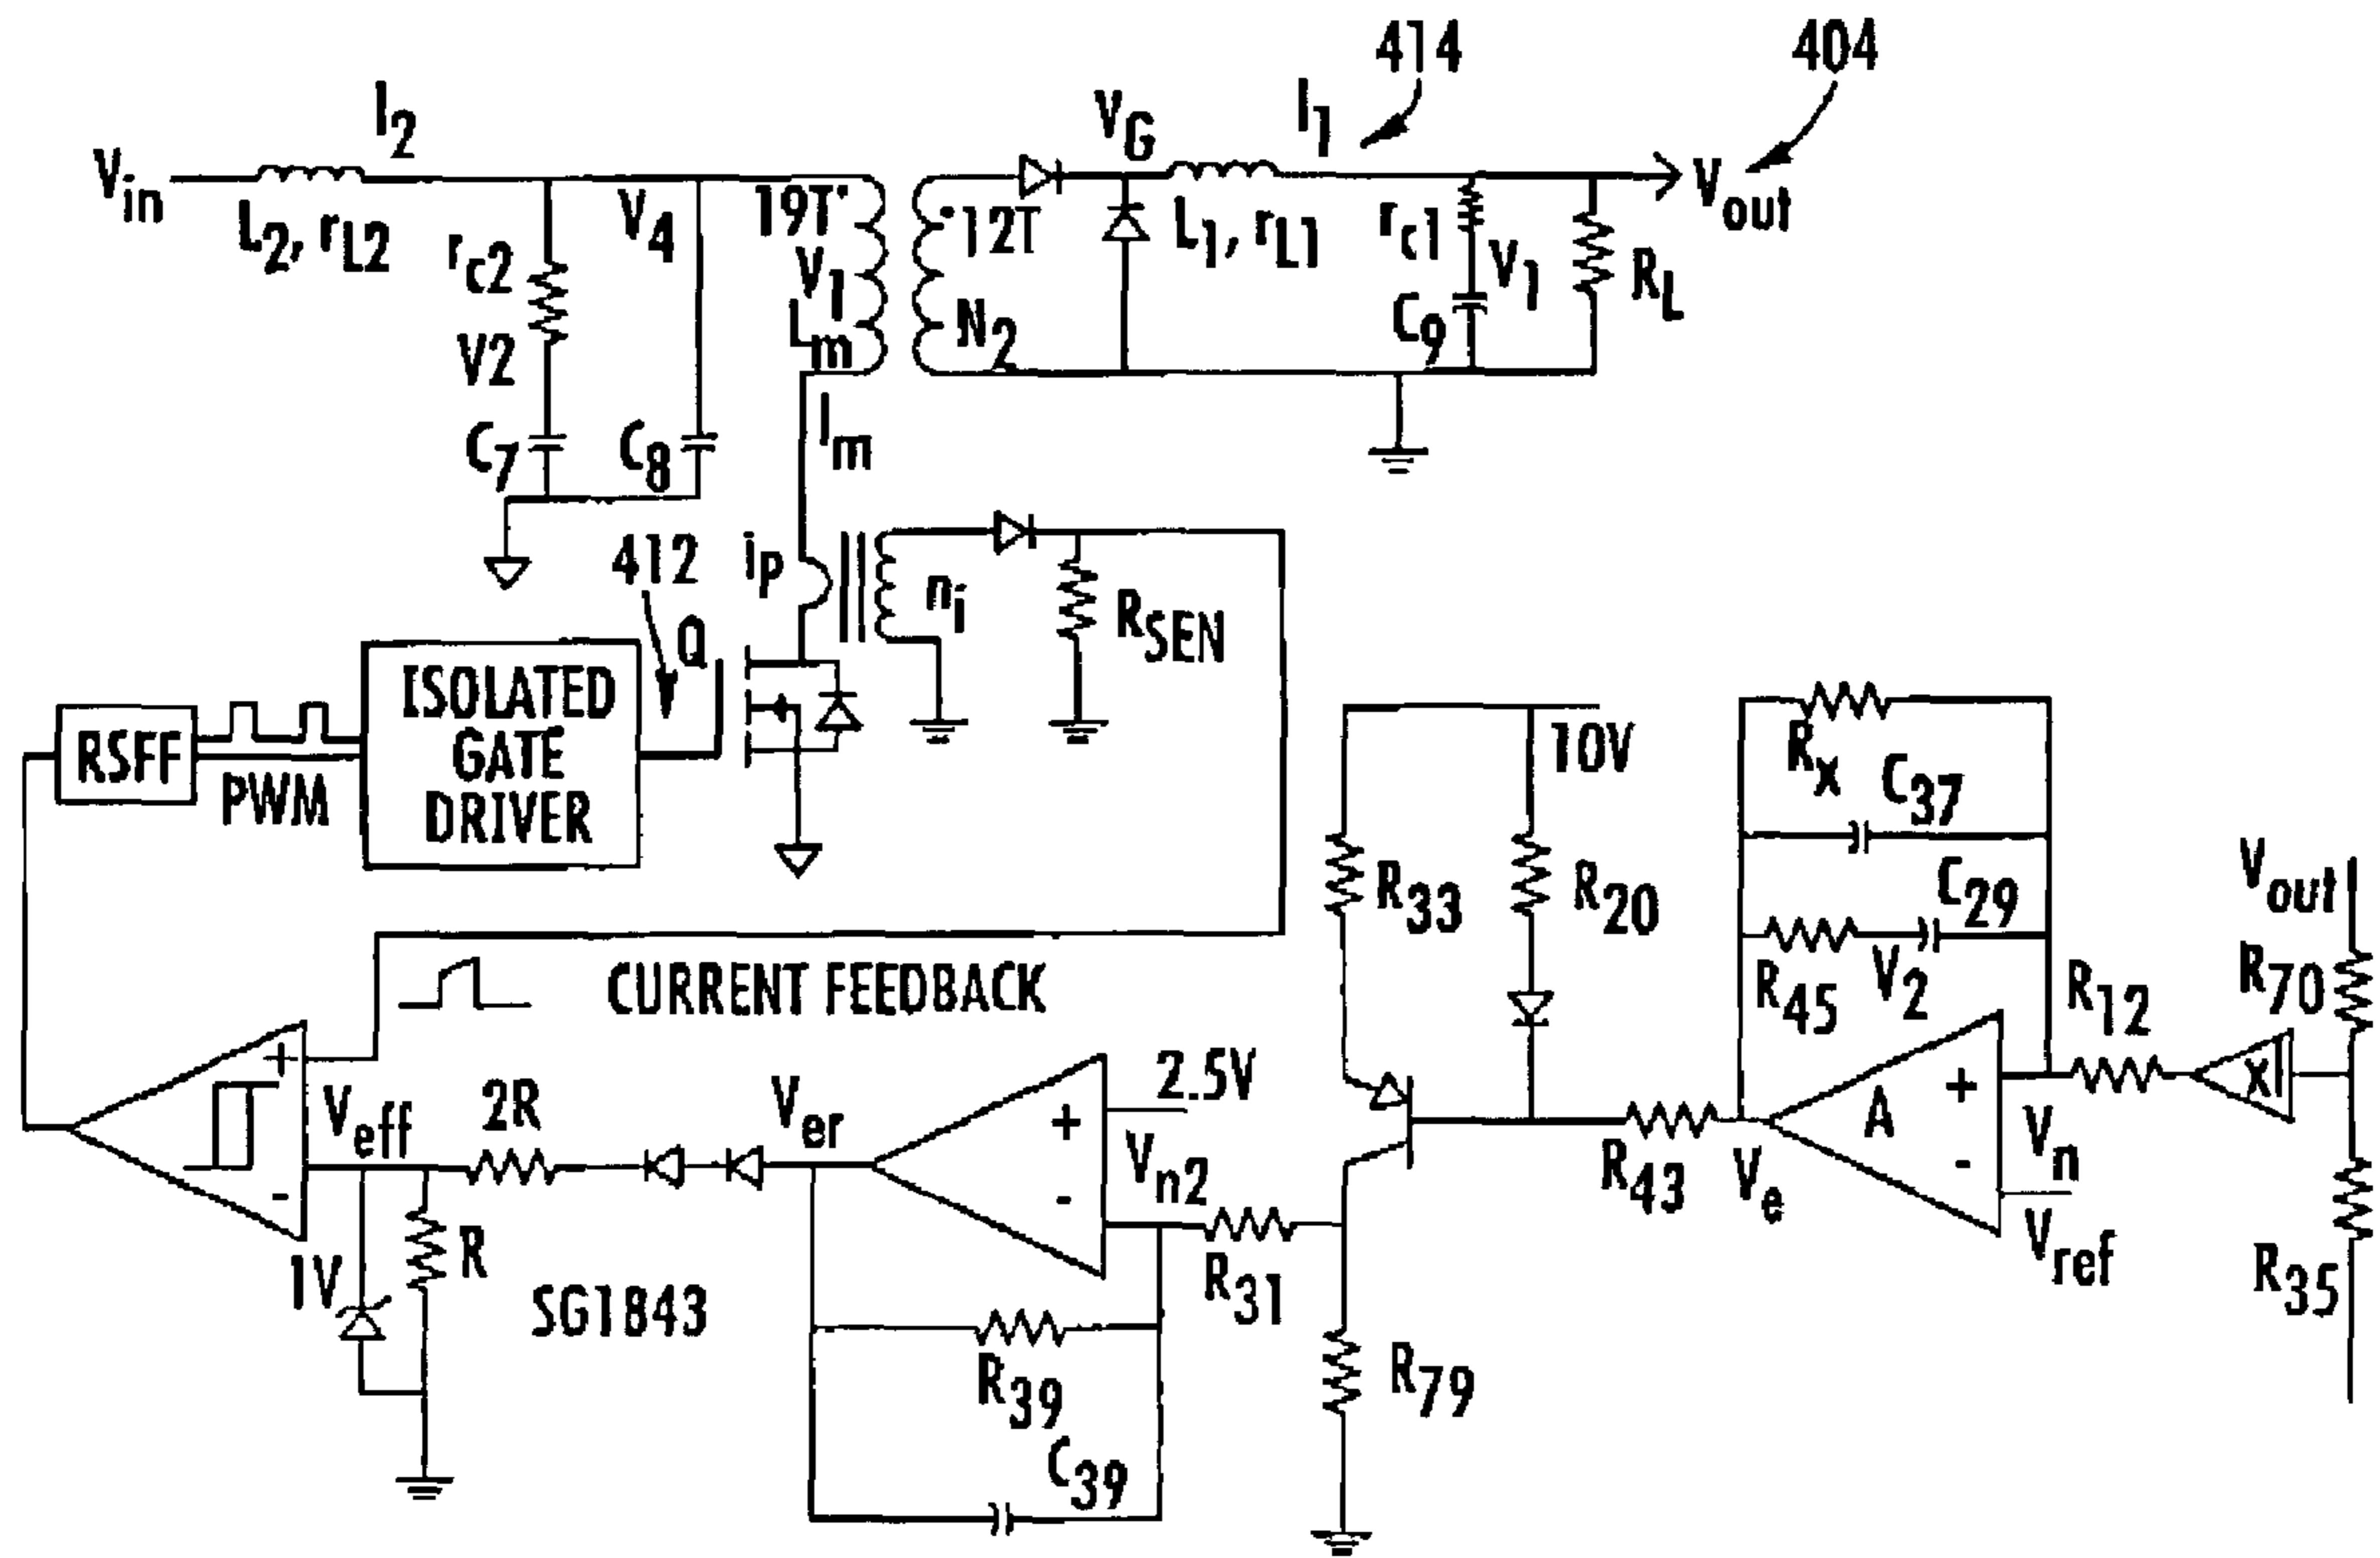 414
404
I2
VG
I1
Vin
L2, rL2
rc2
V4
19T
V1
Lm
12T
N2
L1, rL1
rc1
V1
C9
RL
Vout
V2
C7
C8
Im
412
Q
ip
ni
RSEN
RSFF
PWM
ISOLATED
GATE
DRIVER
10V
RX
C37
R33
R20
C29
Vout
R45
V2
R12
R70
CURRENT FEEDBACK
+
Veff
-
2R
Ver
2.5V
+
Vn2
-
A
+
-
Vn
X1
R43
Ve
Vref
R35
1V
R
SG1843
R31
R39
R79
C39